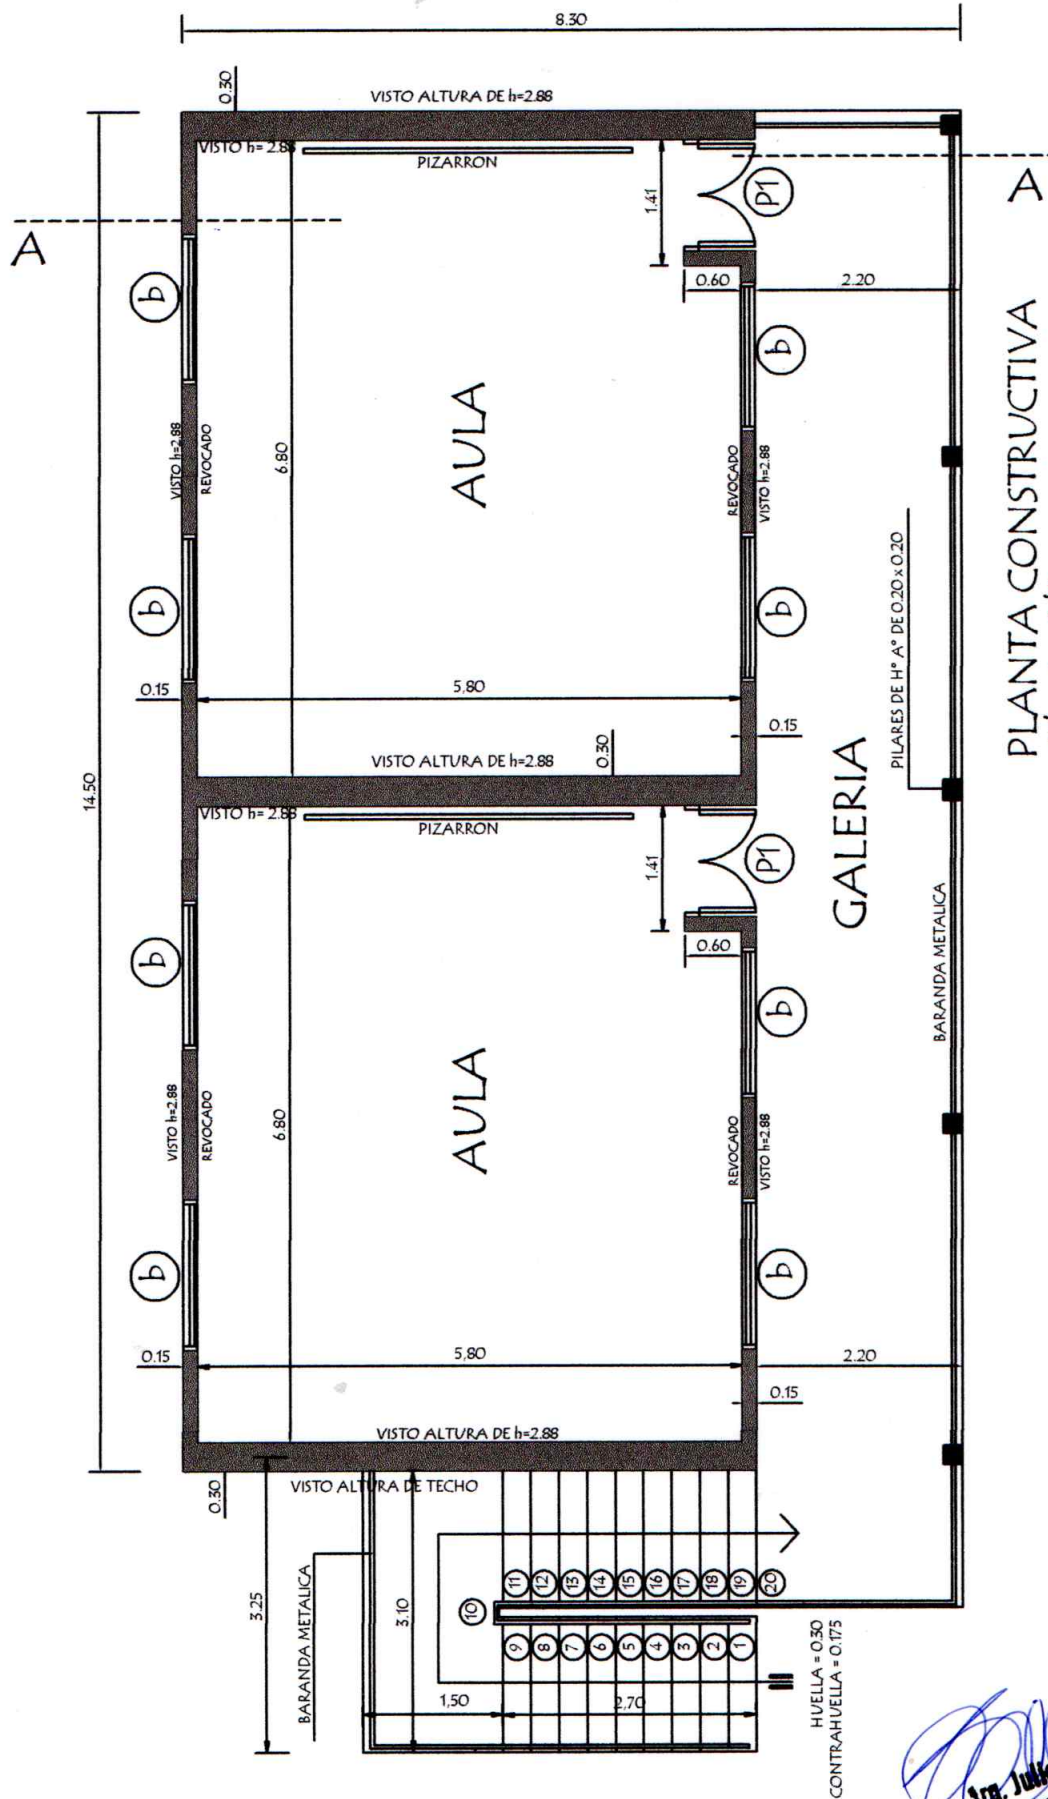 8.30
0.30
VISTO ALTURA DE h=2.88
VISTO h= 2.88
PIZARRON
A
A
1.41
P1
0.60
2.20
b
b
VISTO h=2.88
REVOCADO
6.80
AULA
REVOCADO
VISTO h=2.88
PLANTA CONSTRUCTIVA
b
b
PILARES DE Hº Aº DE 0.20 x 0.20
0.15
5,80
0.15
14.50
VISTO ALTURA DE h=2.88
0.30
GALERIA
VISTO h= 2.88
PIZARRON
1.41
P1
0.60
BARANDA METALICA
b
b
VISTO h=2.88
REVOCADO
6.80
AULA
REVOCADO
VISTO h=2.88
b
b
0.15
5,80
2.20
0.15
VISTO ALTURA DE h=2.88
0.30
VISTO ALTURA DE TECHO
3.25
BARANDA METALICA
3.10
10
11
12
13
14
15
16
17
18
19
20
9
8
7
6
5
4
3
2
1
1,50
2,70
HUELLA = 0.30
CONTRAHUELLA = 0.175
Arq. Juli